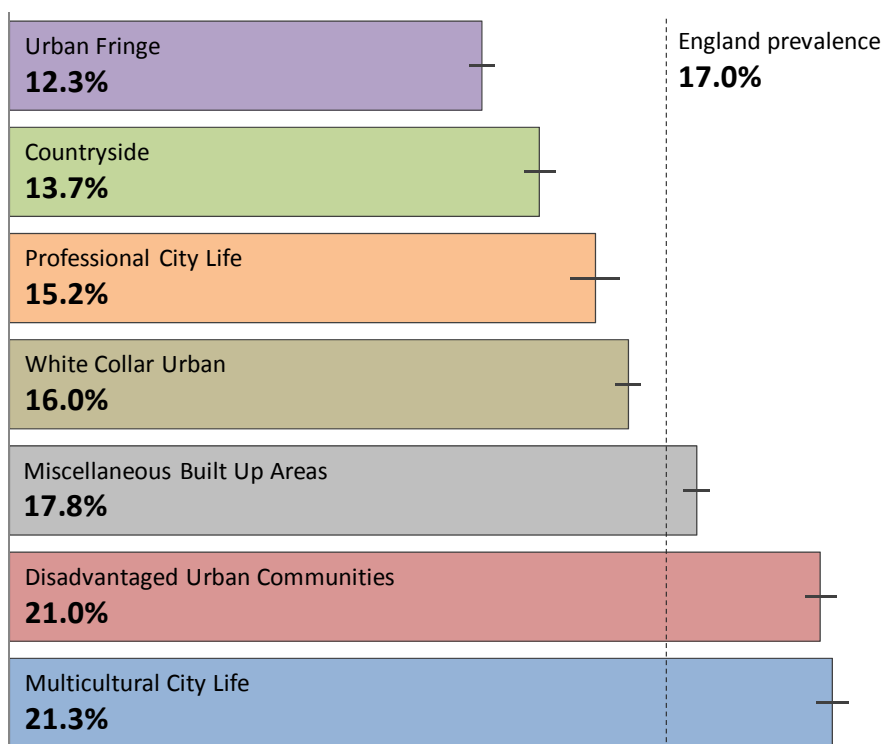 Urban Fringe
12.3%
England prevalence
17.0%
Countryside
13.7%
Professional City Life
15.2%
White Collar Urban
16.0%
Miscellaneous Built Up Areas
17.8%
Disadvantaged Urban Communities
21.0%
Multicultural City Life
21.3%